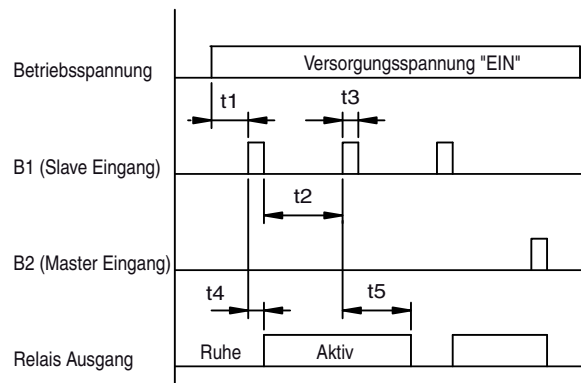 Betriebsspannung
Versorgungsspannung "EIN"
t1
t3
B1 (Slave Eingang)
t2
B2 (Master Eingang)
t4
t5
Relais Ausgang
Ruhe
Aktiv